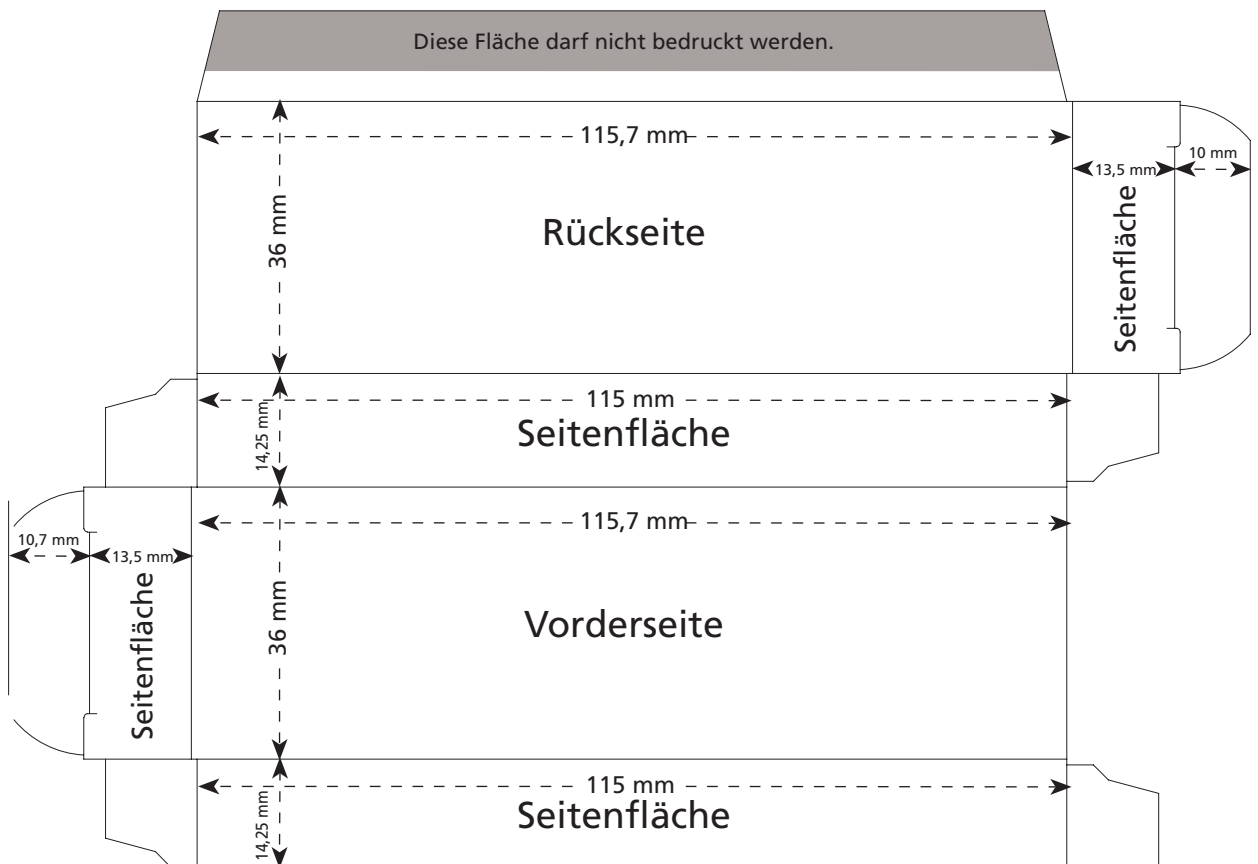 Diese Fläche darf nicht bedruckt werden.
115,7 mm
13,5 mm
10 mm
36 mm
Rückseite
Seitenfläche
115 mm
14,25 mm
Seitenfläche
115,7 mm
10,7 mm
13,5 mm
36 mm
Seitenfläche
Vorderseite
115 mm
14,25 mm
Seitenfläche